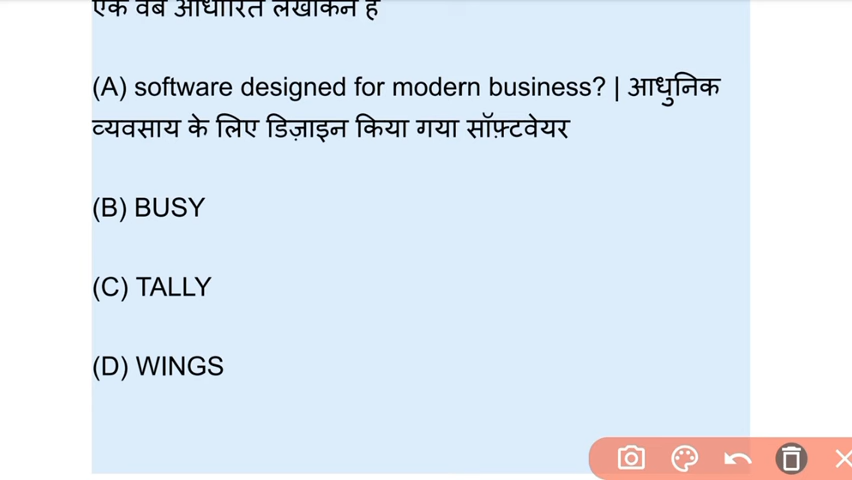 एक वेब आधारित लेखांकन है
(A) software designed for modern business? | आधुनिक
व्यवसाय के लिए डिज़ाइन किया गया सॉफ़्टवेयर
(B) BUSY
(C) TALLY
(D) WINGS